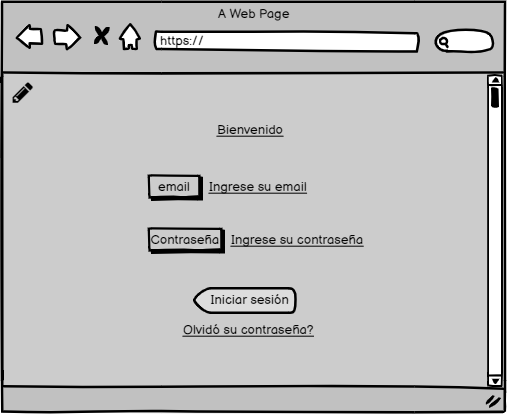 A Web Page
https://
Bienvenido
email Ingrese su email
Contraseña Ingrese su contraseña
Iniciar sesión
Olvidó su contraseña?